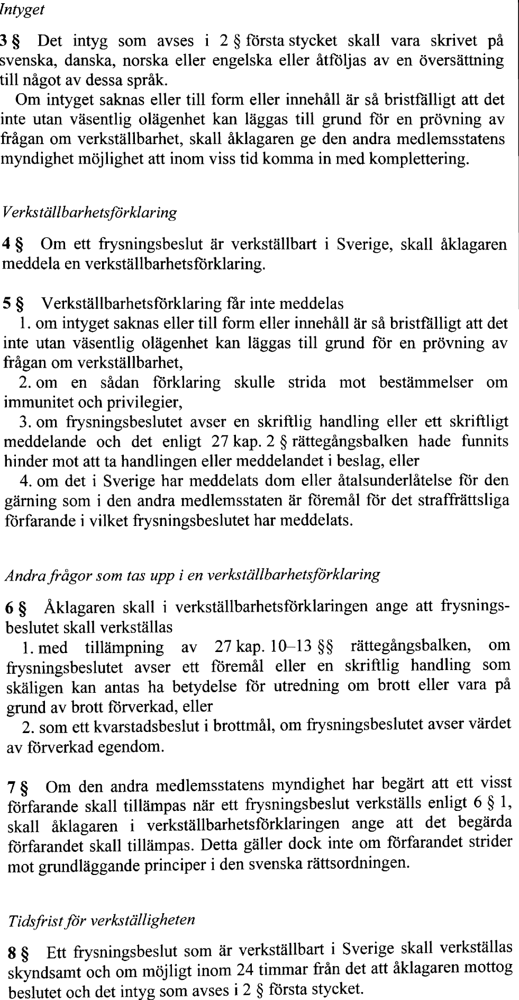 Intyget
3 § Det intyg som avses i 2 § första stycket skall vara skrivet på
svenska, danska, norska eller engelska eller åtföljas av en översättning
till något av dessa språk.
Om intyget saknas eller till form eller innehåll är så bristfälligt att det
inte utan väsentlig olägenhet kan läggas till grund för en prövning av
frågan om verkställbarhet, skall åklagaren ge den andra medlemsstatens
myndighet möjlighet att inom viss tid komma in med komplettering.
Verkställbarhetsförklaring
4 § Om ett frysningsbeslut är verkställbart i Sverige, skall åklagaren
meddela en verkställbarhetsförklaring.
5 § Verkställbarhetsförklaring får inte meddelas
1. om intyget saknas eller till form eller innehåll är så bristfälligt att det
inte utan väsentlig olägenhet kan läggas till grund för en prövning av
frågan om verkställbarhet,
2. om en sådan förklaring skulle strida mot bestämmelser om
immunitet och privilegier,
3. om frysningsbeslutet avser en skriftlig handling eller ett skriftligt
meddelande och det enligt 27 kap. 2 § rättegångsbalken hade funnits
hinder mot att ta handlingen eller meddelandet i beslag, eller
4. om det i Sverige har meddelats dom eller åtalsunderlåtelse för den
gärning som i den andra medlemsstaten är föremål för det straffrättsliga
förfarande i vilket frysningsbeslutet har meddelats.
Andra frågor som tas upp i en verkställbarhetsförklaring
6 § Åklagaren skall i verkställbarhetsförklaringen ange att frysnings-
beslutet skall verkställas
1. med tillämpning av 27 kap. 10–13 §§ rättegångsbalken, om
frysningsbeslutet avser ett föremål eller en skriftlig handling som
skäligen kan antas ha betydelse för utredning om brott eller vara på
grund av brott förverkad, eller
2. som ett kvarstadsbeslut i brottmål, om frysningsbeslutet avser värdet
av förverkad egendom.
7 § Om den andra medlemsstatens myndighet har begärt att ett visst
förfarande skall tillämpas när ett frysningsbeslut verkställs enligt 6 § 1,
skall åklagaren i verkställbarhetsförklaringen ange att det begärda
förfarandet skall tillämpas. Detta gäller dock inte om förfarandet strider
mot grundläggande principer i den svenska rättsordningen.
Tidsfrist för verkställigheten
8 § Ett frysningsbeslut som är verkställbart i Sverige skall verkställas
skyndsamt och om möjligt inom 24 timmar från det att åklagaren mottog
beslutet och det intyg som avses i 2 § första stycket.